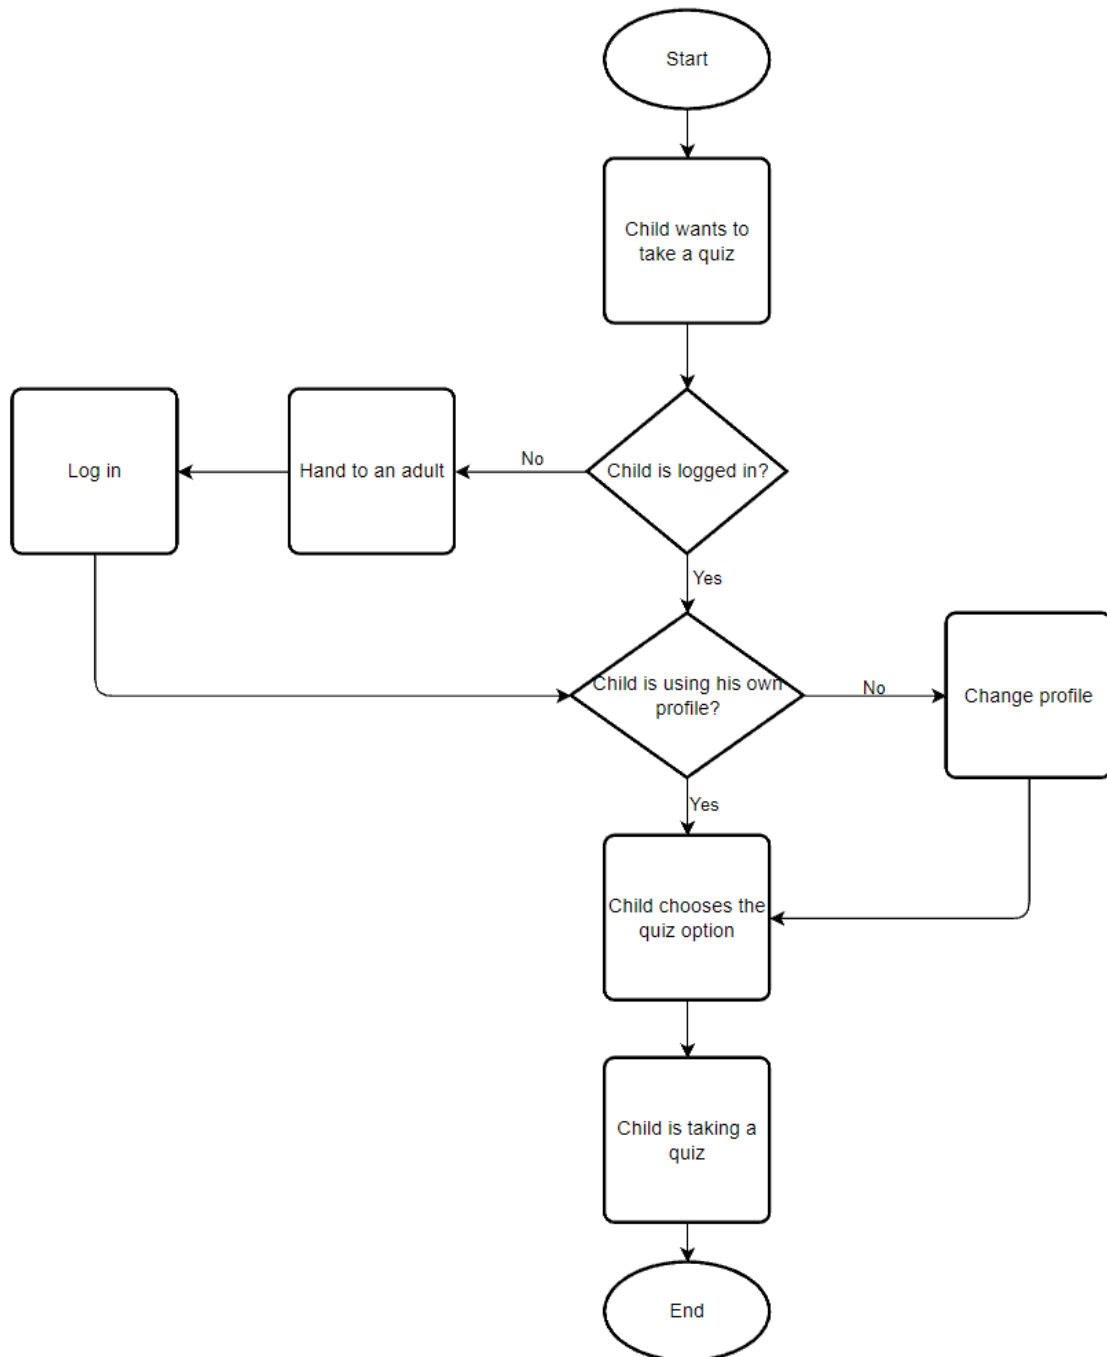 Start
Child wants to
take a quiz
Log in
Hand to an adult
No
Child is logged in?
Yes
Child is using his own
profile?
No
Change profile
Yes
Child chooses the
quiz option
Child is taking a
quiz
End